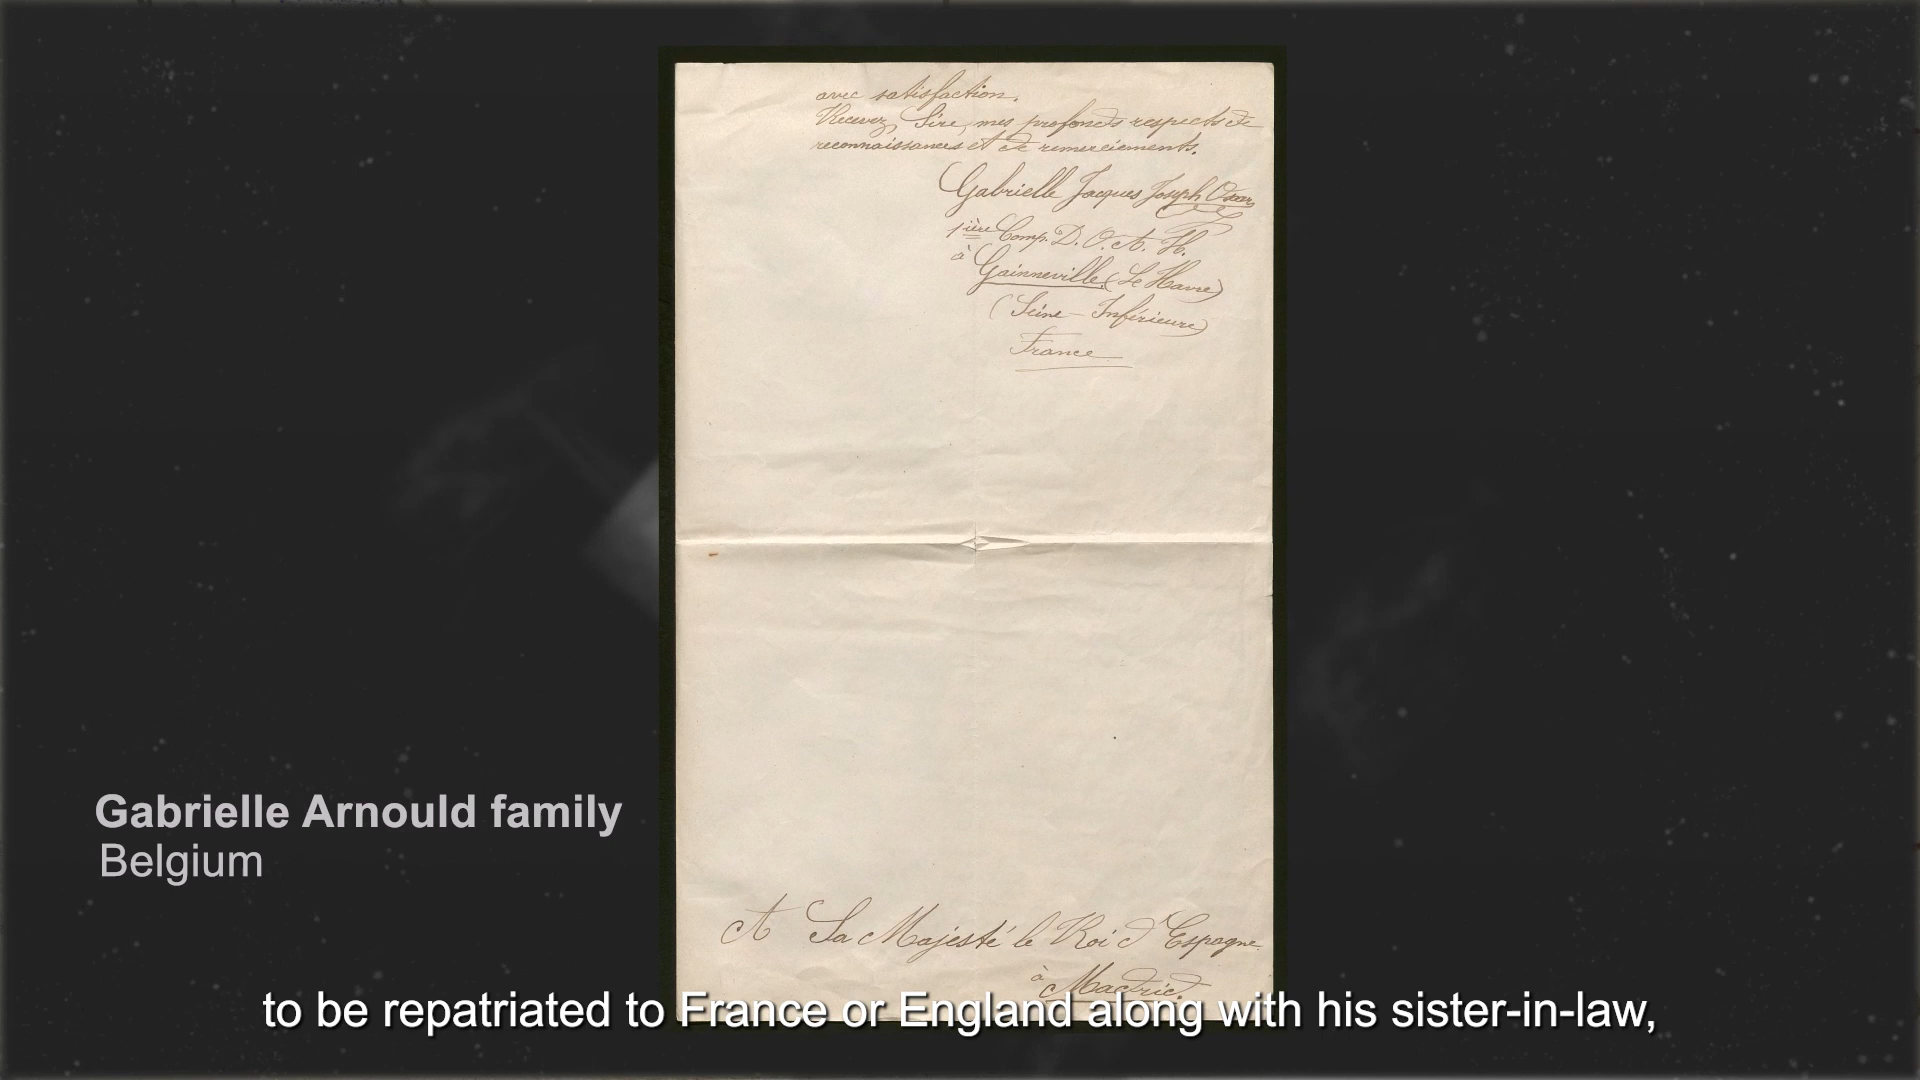 avec satisfaction.
Recevez, Sire, mes profonds respects de
reconnaissances et de remerciements.
Gabrielle Jacques Joseph Oscar
1ière Comp. D. O. A. H.
à Gainneville (Le Havre)
(Seine-Inférieure)
France
Gabrielle Arnould family
Belgium
A Sa Majesté le Roi d'Espagne
à Madrid.
to be repatriated to France or England along with his sister-in-law,